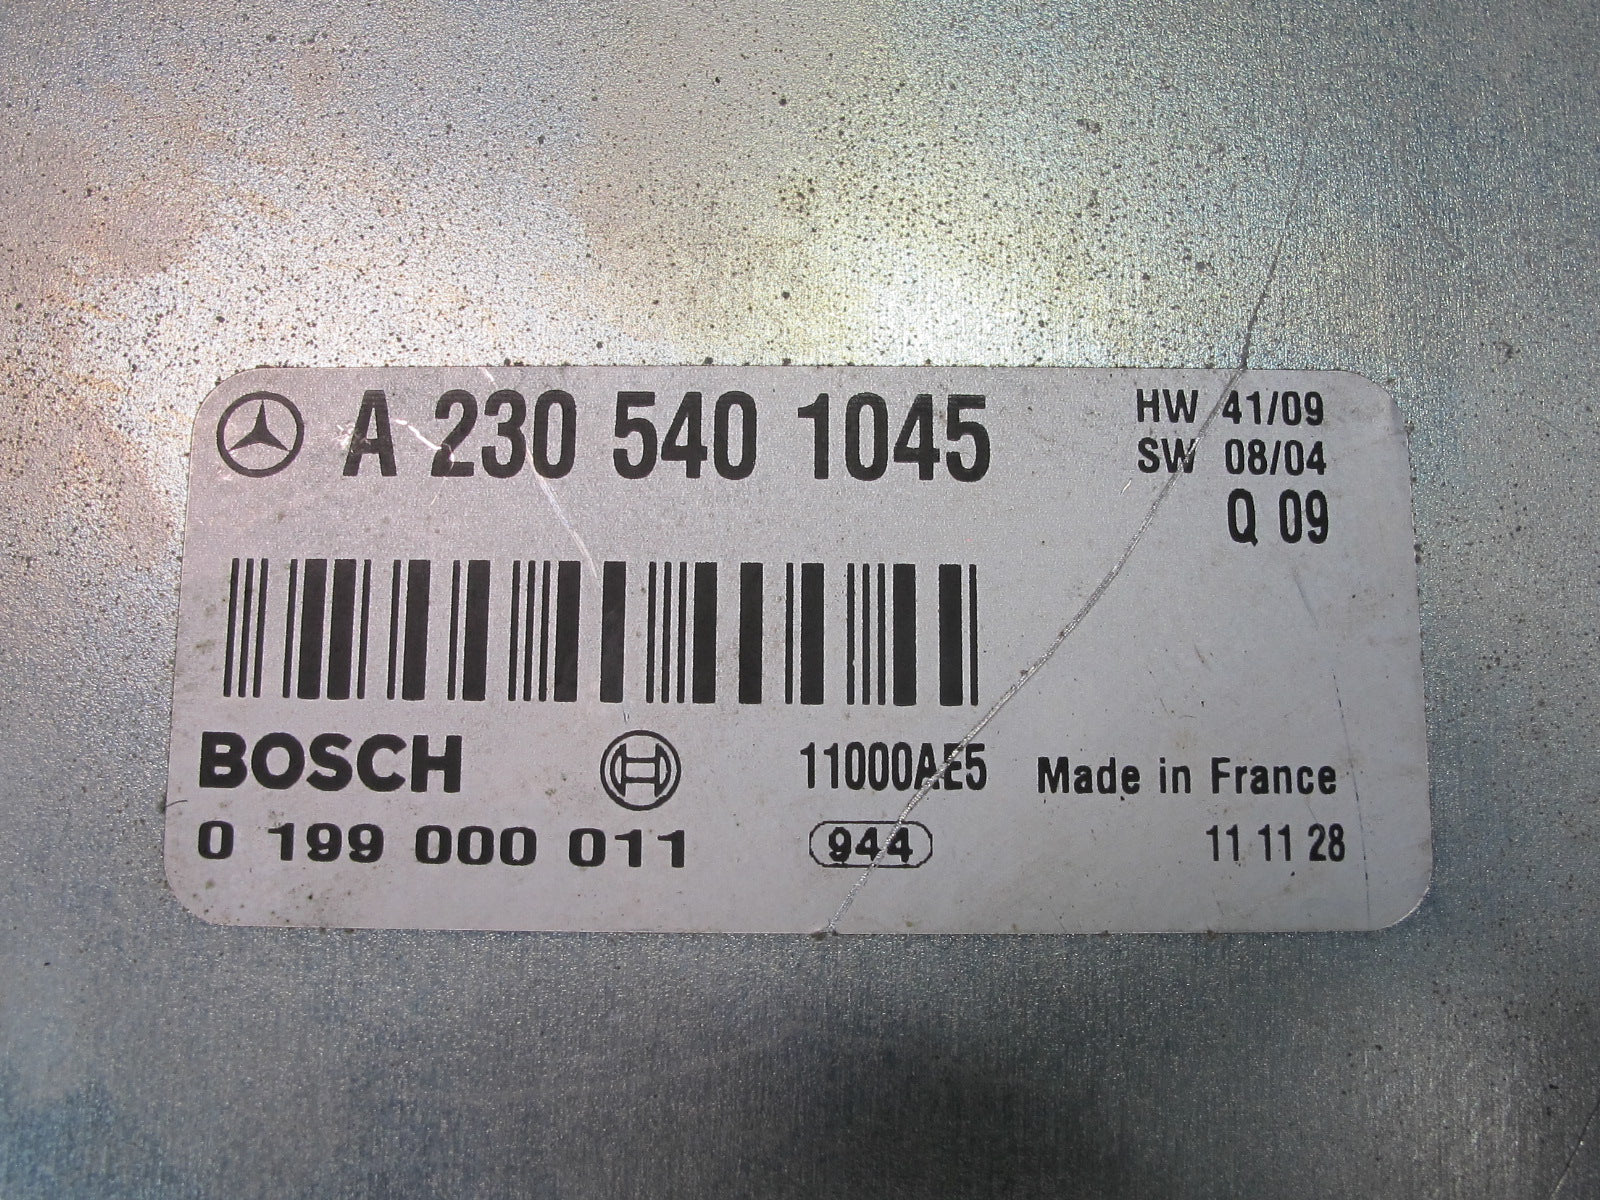 A 230 540 1045
HW 41/09
SW 08/04
Q 09
BOSCH
11000AE5
Made in France
0 199 000 011
944
11 11 28